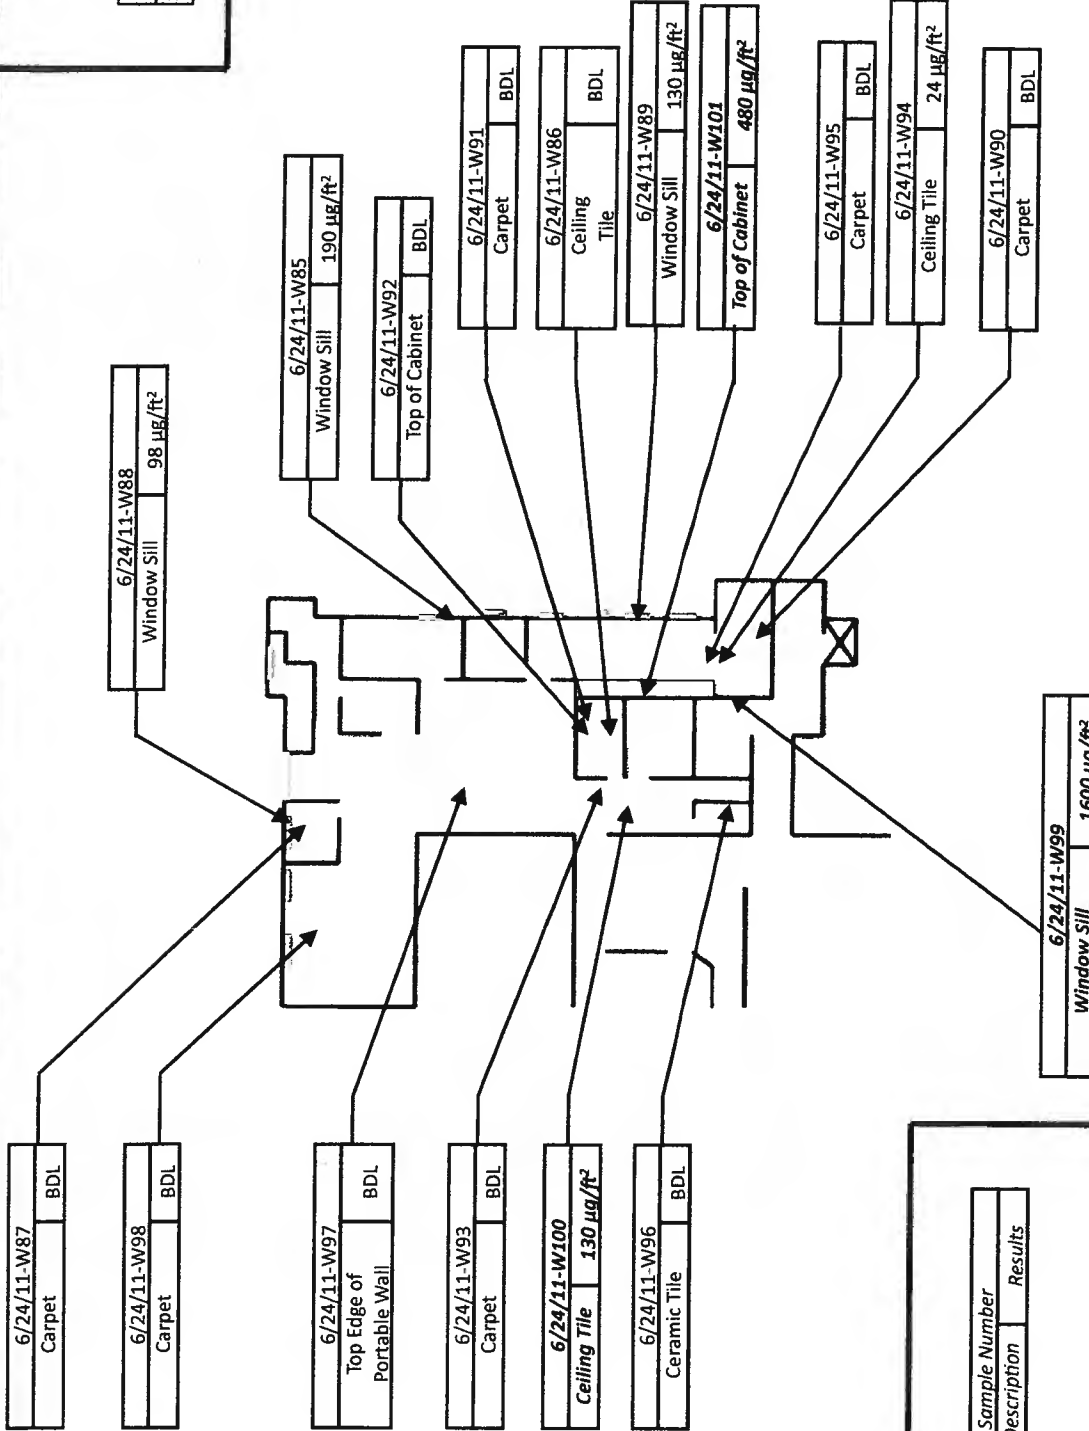 6/24/11-W88
Window Sill 98 µg/ft²
6/24/11-W85
Window Sill 190 µg/ft²
6/24/11-W92
Top of Cabinet BDL
6/24/11-W91
Carpet BDL
6/24/11-W86
Ceiling BDL
Tile
6/24/11-W89
Window Sill 130 µg/ft²
6/24/11-W101
Top of Cabinet 480 µg/ft²
6/24/11-W95
Carpet BDL
6/24/11-W94
Ceiling Tile 24 µg/ft²
6/24/11-W90
Carpet BDL
6/24/11-W87
Carpet BDL
6/24/11-W98
Carpet BDL
6/24/11-W97
Top Edge of BDL
Portable Wall
6/24/11-W93
Carpet BDL
6/24/11-W100
Ceiling Tile 130 µg/ft²
6/24/11-W96
Ceramic Tile BDL
6/24/11-W99
Window Sill 1600 µg/ft²
Sample Number
Description Results